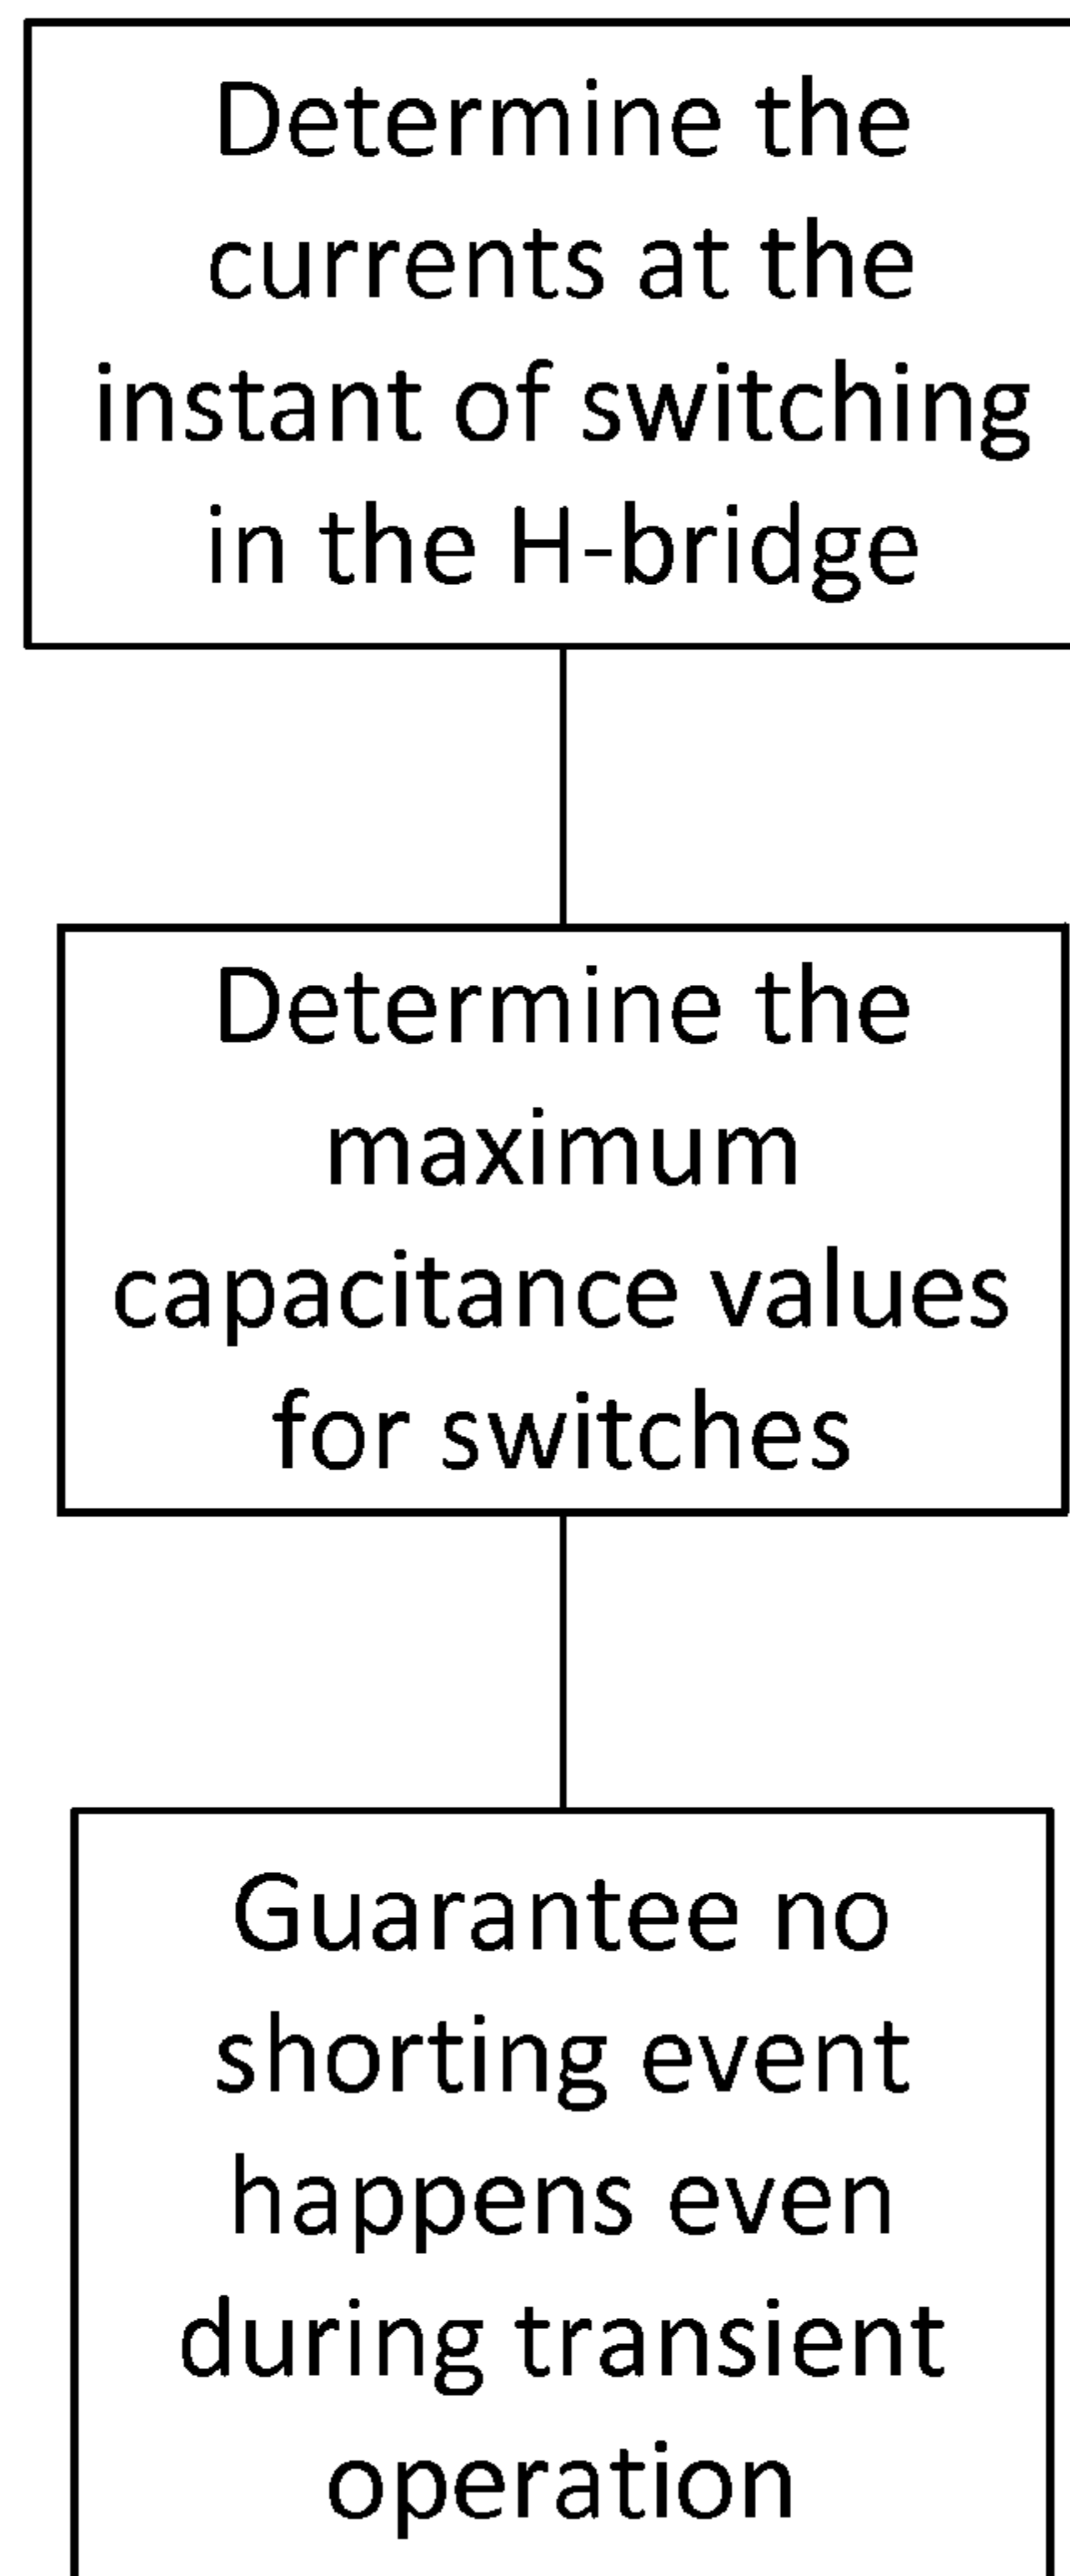 Determine the
currents at the
instant of switching
in the H-bridge
Determine the
maximum
capacitance values
for switches
Guarantee no
shorting event
happens even
during transient
operation